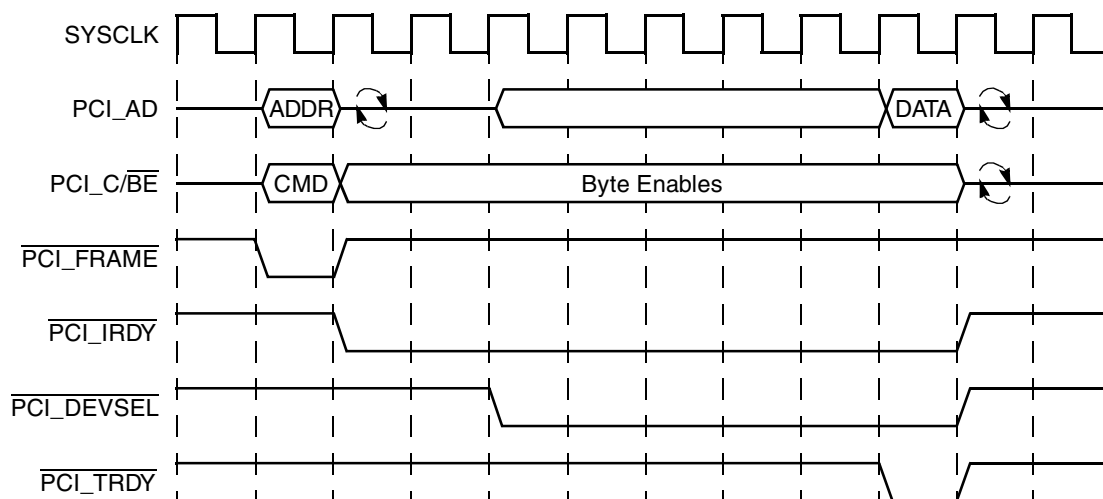 SYSCLK
PCI_AD ADDR DATA
PCI_C/BE CMD Byte Enables
PCI_FRAME
PCI_IRDY
PCI_DEVSEL
PCI_TRDY